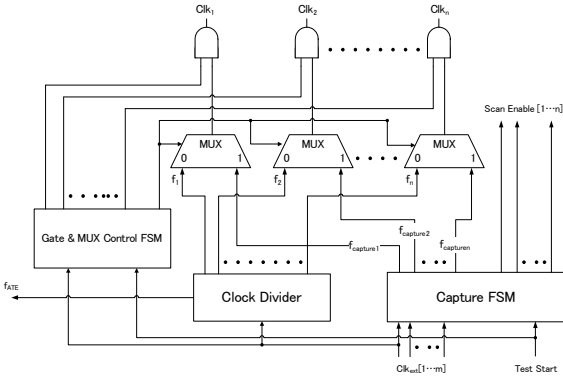 Clk1 Clk2 Clkn
Scan Enable [1···n]
MUX MUX MUX
0 1 0 1 0 1
f1 f2 fn
Gate & MUX Control FSM
fcapture1 fcapture2 fcapturen
fATE
Clock Divider
Capture FSM
Clkext[1···m] Test Start